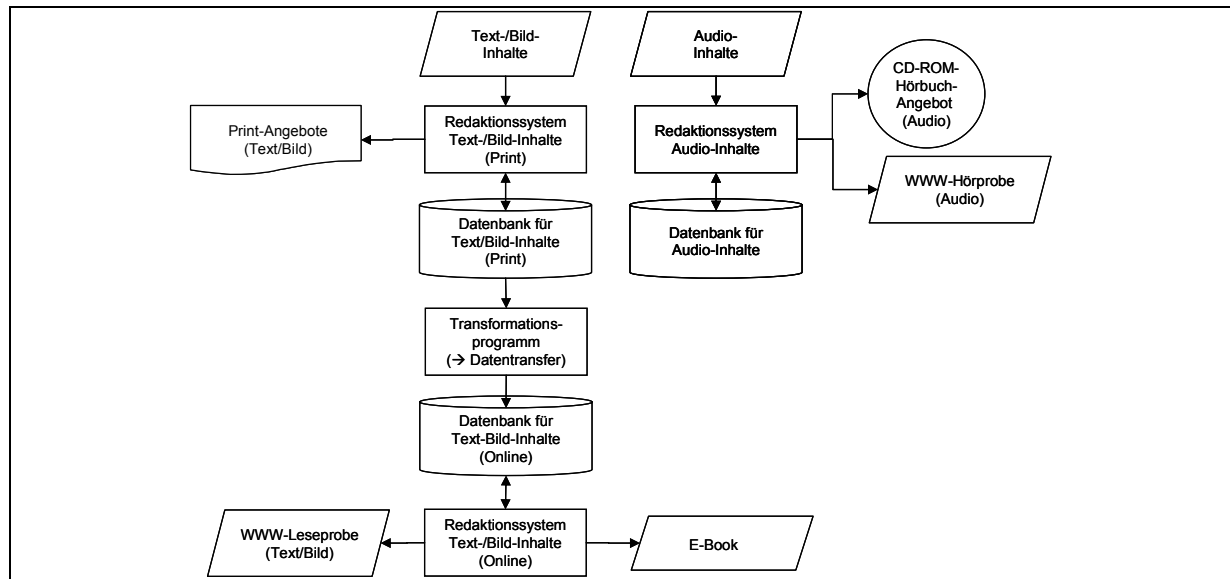 Text-/Bild-
Inhalte
Audio-
Inhalte
CD-ROM-
Hörbuch-
Angebot
(Audio)
Print-Angebote
(Text/Bild)
Redaktionssystem
Text-/Bild-Inhalte
(Print)
Redaktionssystem
Audio-Inhalte
WWW-Hörprobe
(Audio)
Datenbank für
Text/Bild-Inhalte
(Print)
Datenbank für
Audio-Inhalte
Transformations-
programm
(→ Datentransfer)
Datenbank für
Text-Bild-Inhalte
(Online)
WWW-Leseprobe
(Text/Bild)
Redaktionssystem
Text-/Bild-Inhalte
(Online)
E-Book